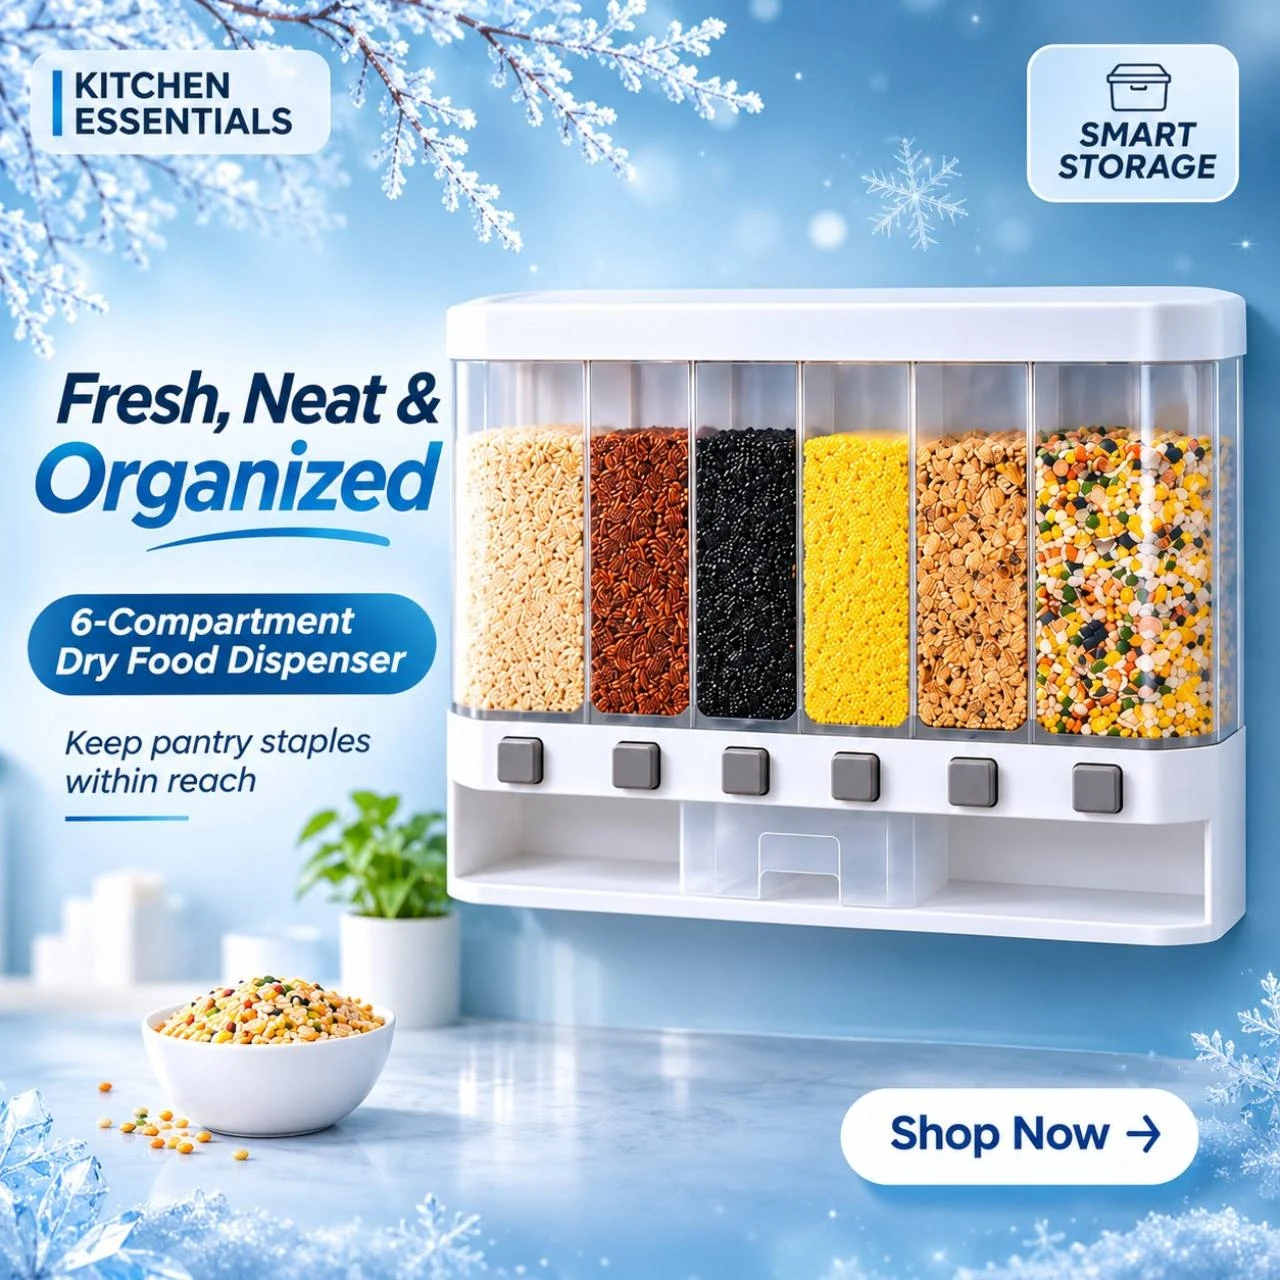 KITCHEN
ESSENTIALS
SMART
STORAGE
Fresh, Neat &
Organized
6-Compartment
Dry Food Dispenser
Keep pantry staples
within reach
Shop Now →